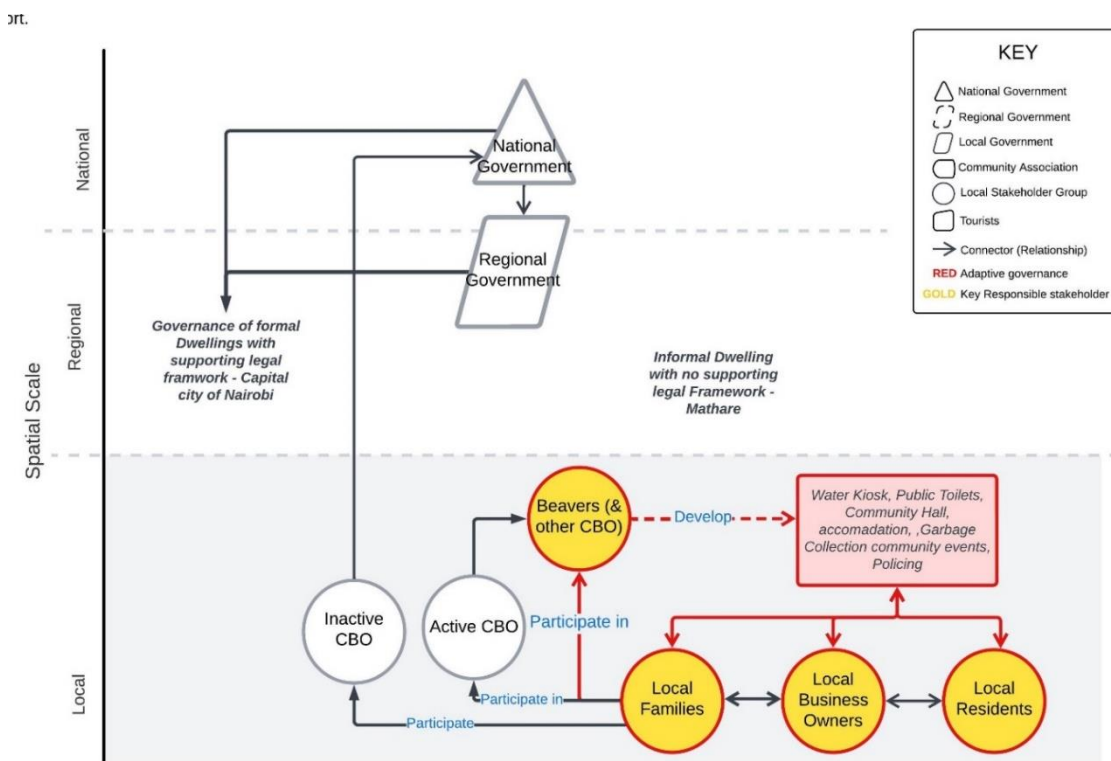 ort.
KEY
National Government
Regional Government
Local Government
Community Association
Local Stakeholder Group
Tourists
Connector (Relationship)
RED Adaptive governance
GOLD Key Responsible stakeholder
Spatial Scale
National
Regional
Local
National
Government
Regional
Government
Governance of formal
Dwellings with
supporting legal
framwork - Capital
city of Nairobi
Informal Dwelling
with no supporting
legal Framework -
Mathare
Beavers (&
other CBO)
Develop
Water Kiosk, Public Toilets,
Community Hall,
accomadation, ,Garbage
Collection community events,
Policing
Inactive
CBO
Active CBO
Participate in
Participate in
Participate
Local
Families
Local
Business
Owners
Local
Residents